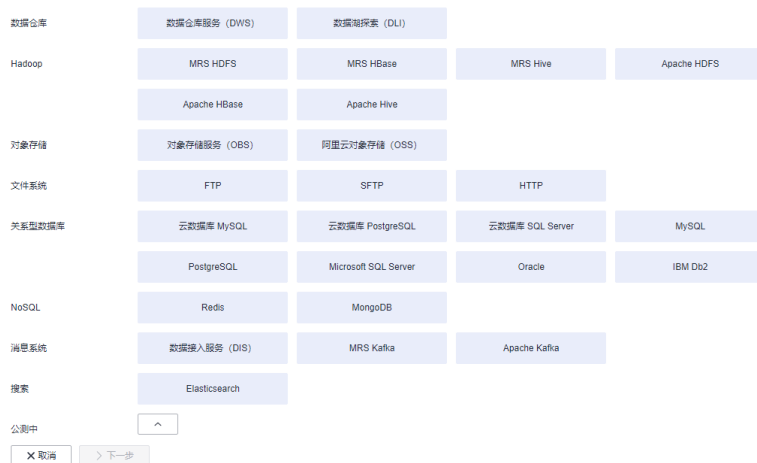 数据仓库 数据仓库服务（DWS） 数据湖探索（DLI）
Hadoop MRS HDFS MRS HBase MRS Hive Apache HDFS
Apache HBase Apache Hive
对象存储 对象存储服务（OBS） 阿里云对象存储（OSS）
文件系统 FTP SFTP HTTP
关系型数据库 云数据库 MySQL 云数据库 PostgreSQL 云数据库 SQL Server MySQL
PostgreSQL Microsoft SQL Server Oracle IBM Db2
NoSQL Redis MongoDB
消息系统 数据接入服务（DIS） MRS Kafka Apache Kafka
搜索 Elasticsearch
公测中
取消 下一步